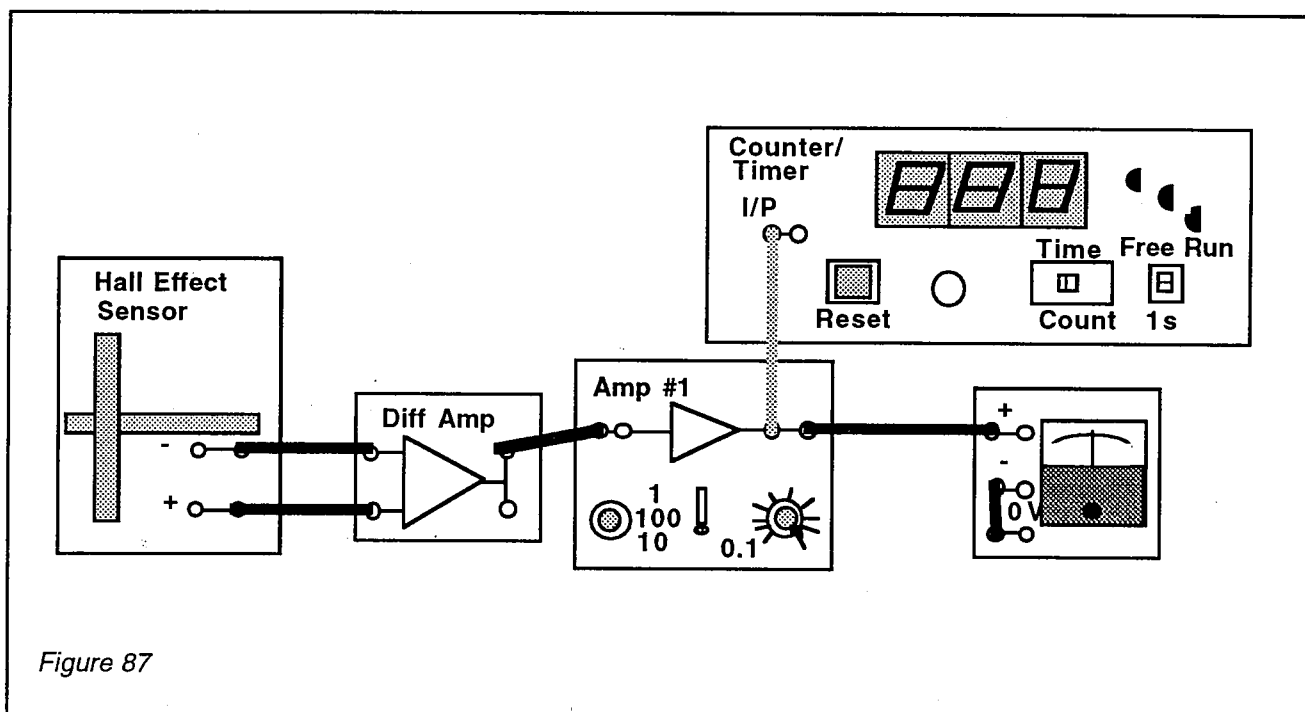 Counter/
Timer
I/P
888
Time Free Run
Reset
Count 1s
Hall Effect
Sensor
-
+
Diff Amp
Amp #1
1
100
10
0.1
+
-
0 V
Figure 87